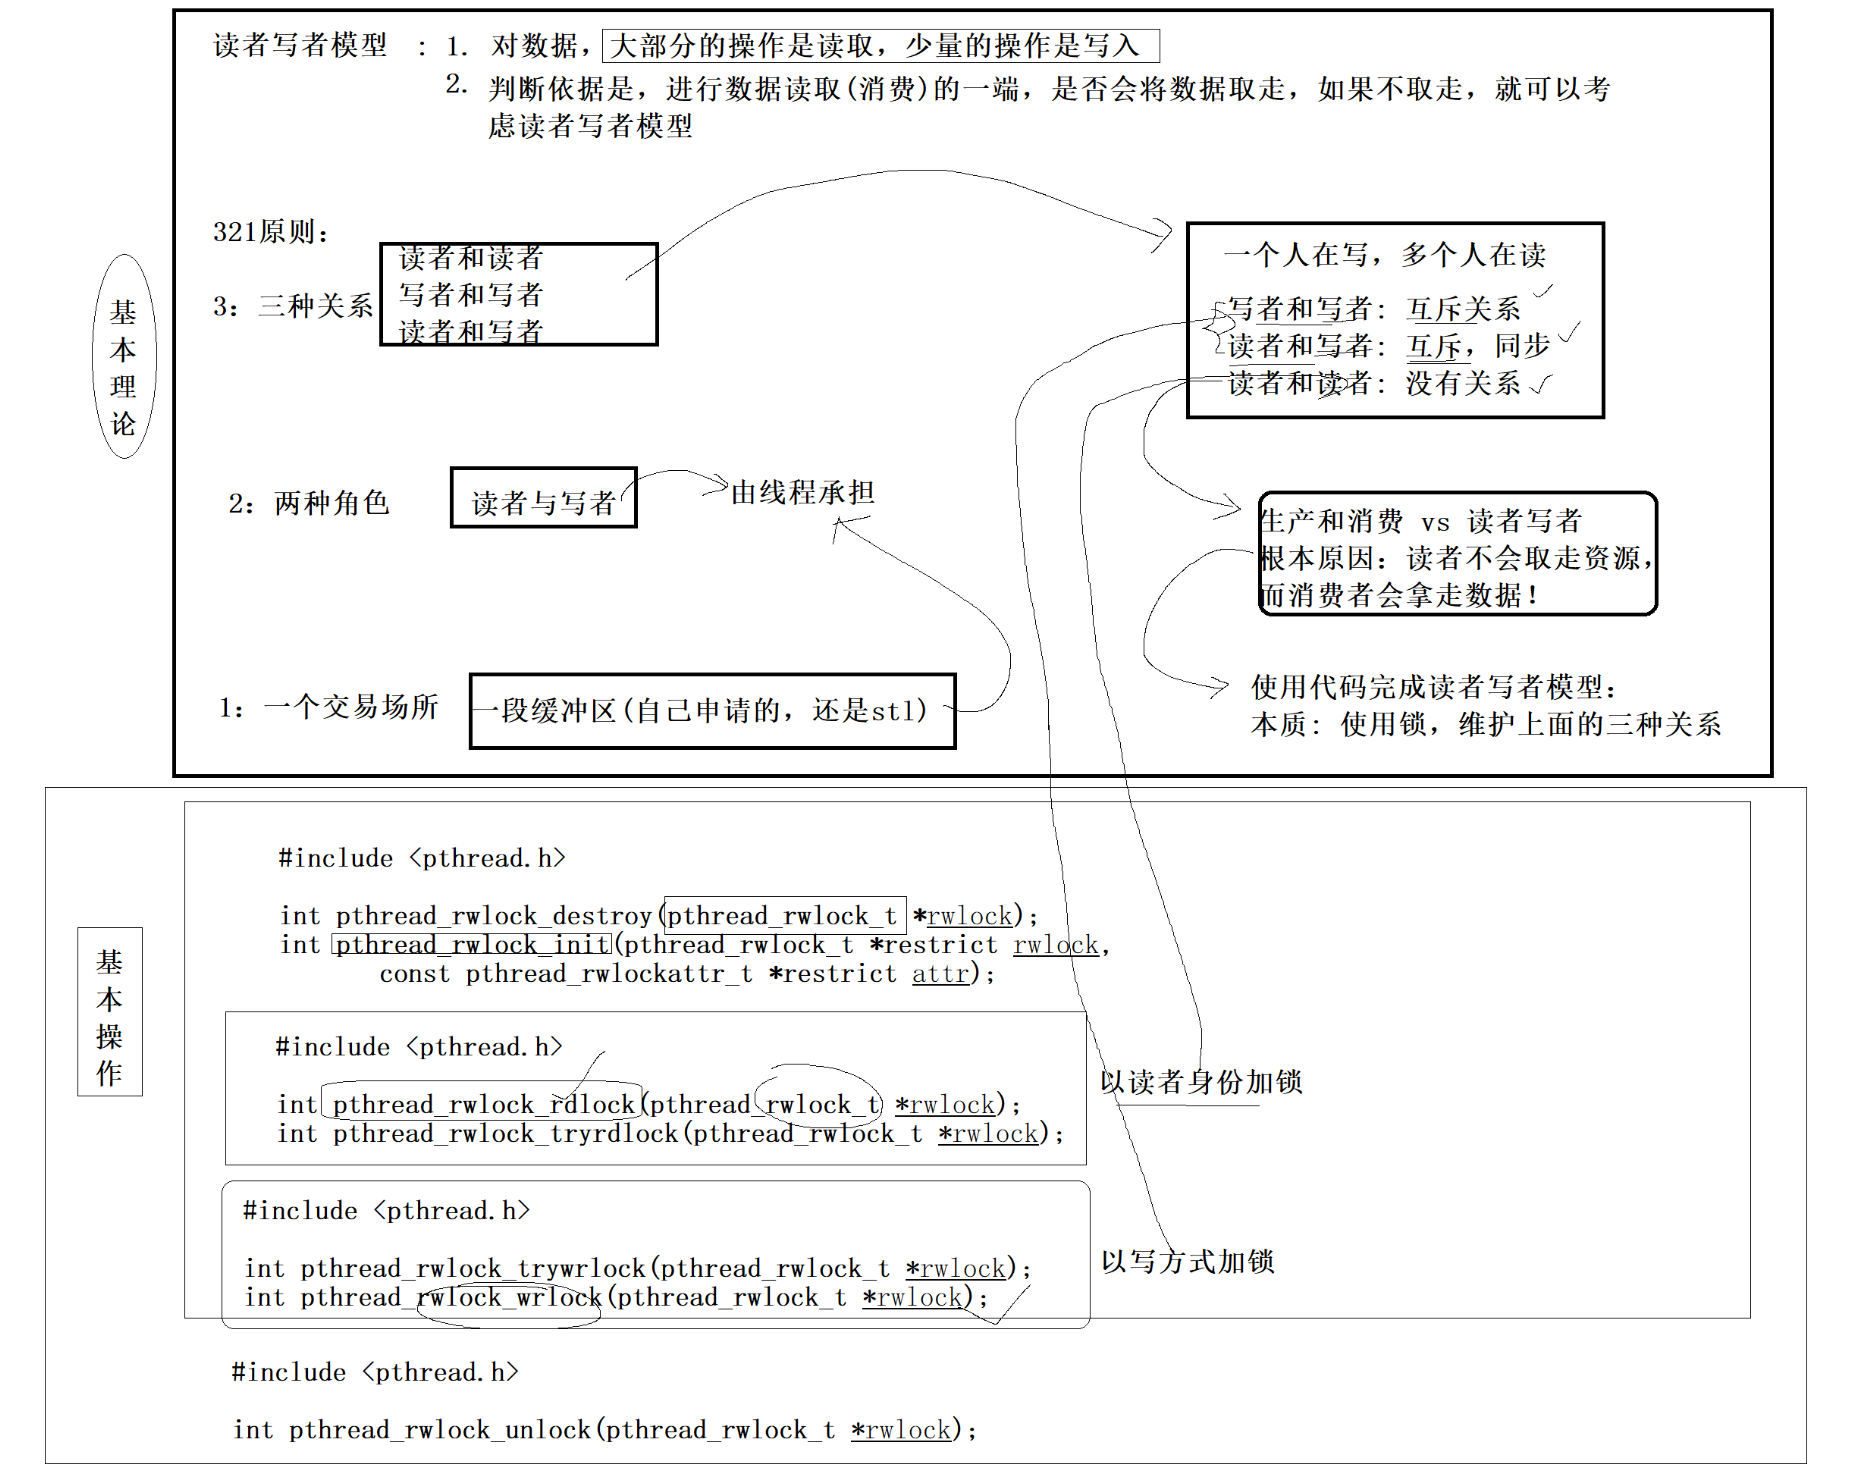 读者写者模型 : 1. 对数据，大部分的操作是读取，少量的操作是写入
2. 判断依据是，进行数据读取(消费)的一端，是否会将数据取走，如果不取走，就可以考
虑读者写者模型
321原则：
3：三种关系
读者和读者
写者和写者
读者和写者
一个人在写，多个人在读
写者和写者：互斥关系
读者和写者：互斥，同步
读者和读者：没有关系
基本理论
2：两种角色
读者与写者
由线程承担
生产和消费 vs 读者写者
根本原因：读者不会取走资源，
而消费者会拿走数据！
1：一个交易场所
一段缓冲区(自己申请的，还是stl)
使用代码完成读者写者模型：
本质：使用锁，维护上面的三种关系
基本操作
#include <pthread.h>
int pthread_rwlock_destroy(pthread_rwlock_t *rwlock);
int pthread_rwlock_init(pthread_rwlock_t *restrict rwlock,
const pthread_rwlockattr_t *restrict attr);
#include <pthread.h>
int pthread_rwlock_rdlock(pthread_rwlock_t *rwlock);
int pthread_rwlock_tryrdlock(pthread_rwlock_t *rwlock);
以读者身份加锁
#include <pthread.h>
int pthread_rwlock_trywrlock(pthread_rwlock_t *rwlock);
int pthread_rwlock_wrlock(pthread_rwlock_t *rwlock);
以写方式加锁
#include <pthread.h>
int pthread_rwlock_unlock(pthread_rwlock_t *rwlock);